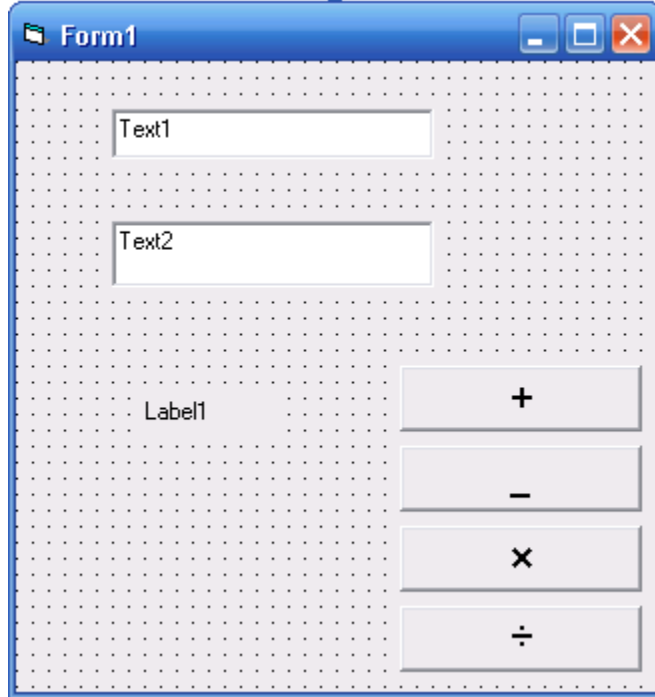 Form1
Text1
Text2
Label1
+
_
×
÷